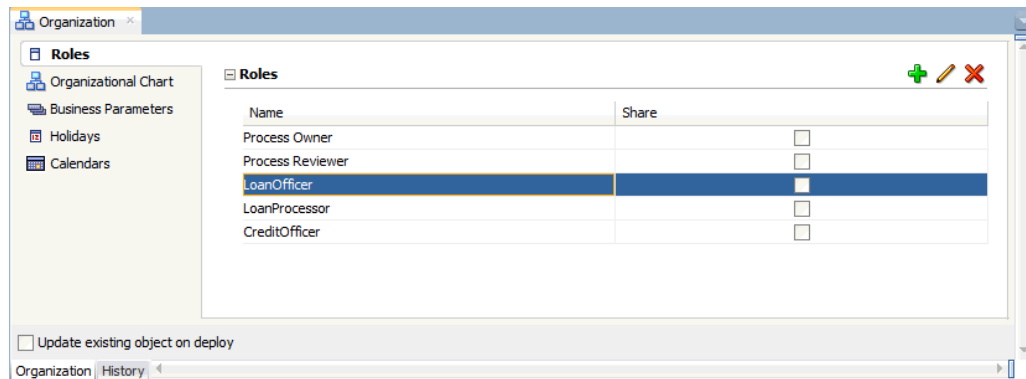 Organization
Roles
Organizational Chart
Business Parameters
Holidays
Calendars
Roles
Name Share
Process Owner
Process Reviewer
LoanOfficer
LoanProcessor
CreditOfficer
Update existing object on deploy
Organization History